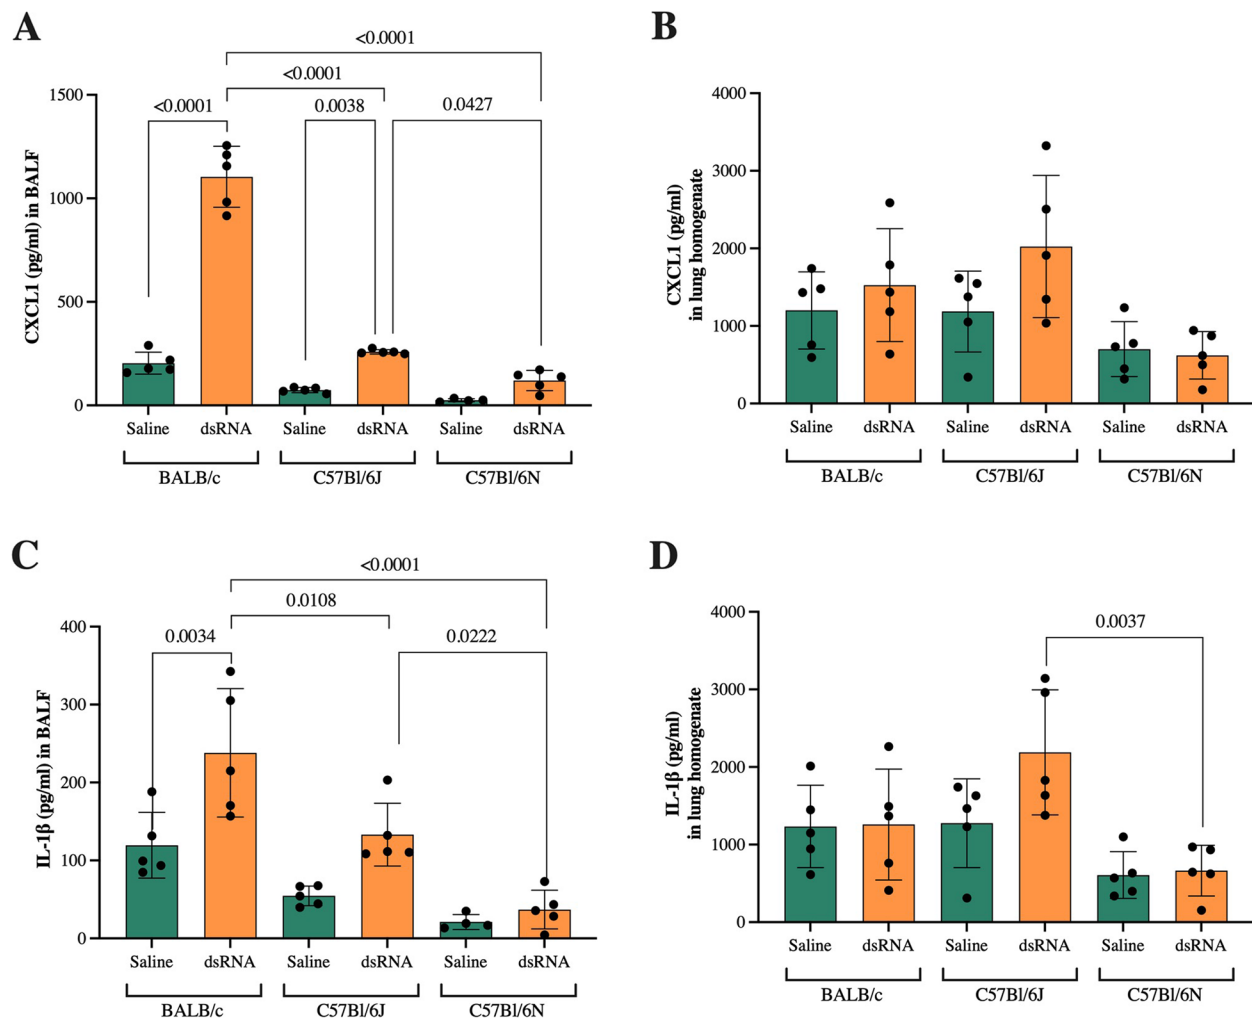 A
<0.0001
<0.0001
<0.0001
0.0038
0.0427
CXCL1 (pg/ml) in BALF
1500
1000
500
0
Saline
dsRNA
Saline
dsRNA
Saline
dsRNA
BALB/c
C57Bl/6J
C57Bl/6N
B
CXCL1 (pg/ml)
in lung homogenate
4000
3000
2000
1000
0
Saline
dsRNA
Saline
dsRNA
Saline
dsRNA
BALB/c
C57Bl/6J
C57Bl/6N
C
<0.0001
0.0108
0.0034
0.0222
IL-1β (pg/ml) in BALF
400
300
200
100
0
Saline
dsRNA
Saline
dsRNA
Saline
dsRNA
BALB/c
C57Bl/6J
C57Bl/6N
D
0.0037
IL-1β (pg/ml)
in lung homogenate
4000
3000
2000
1000
0
Saline
dsRNA
Saline
dsRNA
Saline
dsRNA
BALB/c
C57Bl/6J
C57Bl/6N